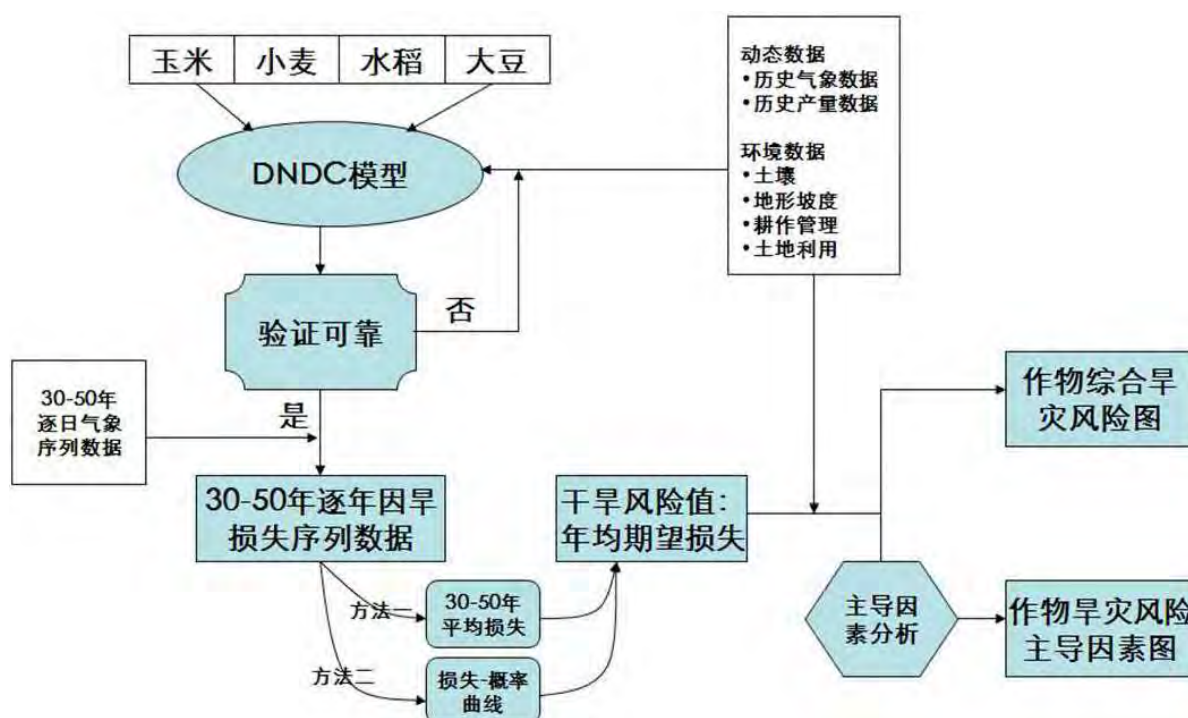 玉米 小麦 水稻 大豆
动态数据
•历史气象数据
•历史产量数据
环境数据
•土壤
•地形坡度
•耕作管理
•土地利用
DNDC模型
验证可靠
否
是
30-50年
逐日气象
序列数据
30-50年逐年因旱
损失序列数据
方法一
30-50年
平均损失
方法二
损失-概率
曲线
干旱风险值:
年均期望损失
主导因
素分析
作物综合旱
灾风险图
作物旱灾风险
主导因素图